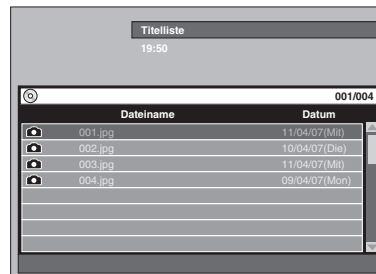 Titelliste
19:50
001/004
Dateiname Datum
001.jpg 11/04/07(Mit)
002.jpg 10/04/07(Die)
003.jpg 11/04/07(Mit)
004.jpg 09/04/07(Mon)